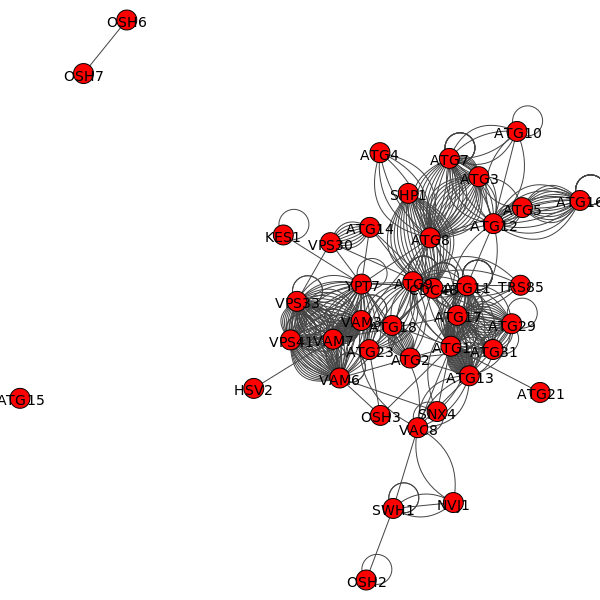 OSH6
OSH7
ATG10
ATG4
ATG7
ATG3
SHP1
ATG16
ATG5
ATG12
ATG14
KES1
VPS30
ATG8
YPT7
ATG9
ATG11
TRS85
VPS33
ATG17
VAM3
ATG18
ATG29
VPS41
VAM7
ATG23
ATG1
ATG31
ATG2
VAM6
ATG13
HSV2
ATG21
ATG15
OSH3
SNX4
VAC8
SWH1
NVJ1
OSH2